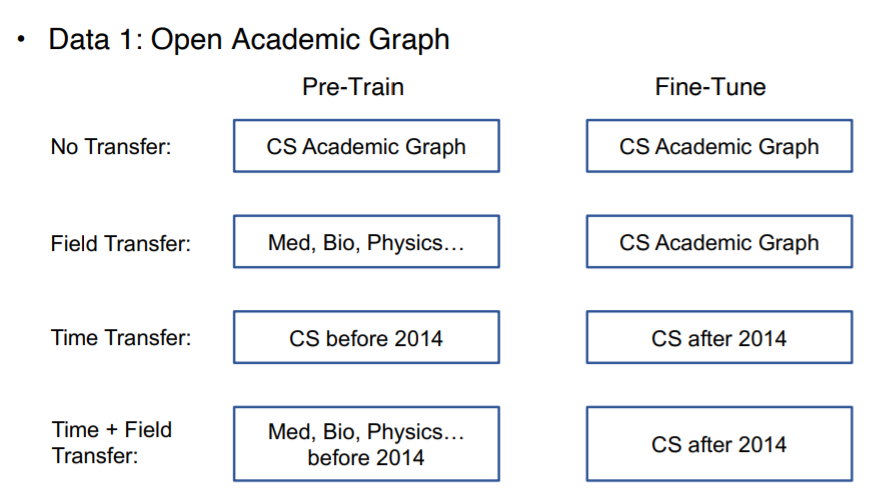 • Data 1: Open Academic Graph
Pre-Train Fine-Tune
No Transfer: CS Academic Graph CS Academic Graph
Field Transfer: Med, Bio, Physics… CS Academic Graph
Time Transfer: CS before 2014 CS after 2014
Time + Field
Transfer:
Med, Bio, Physics…
before 2014
CS after 2014